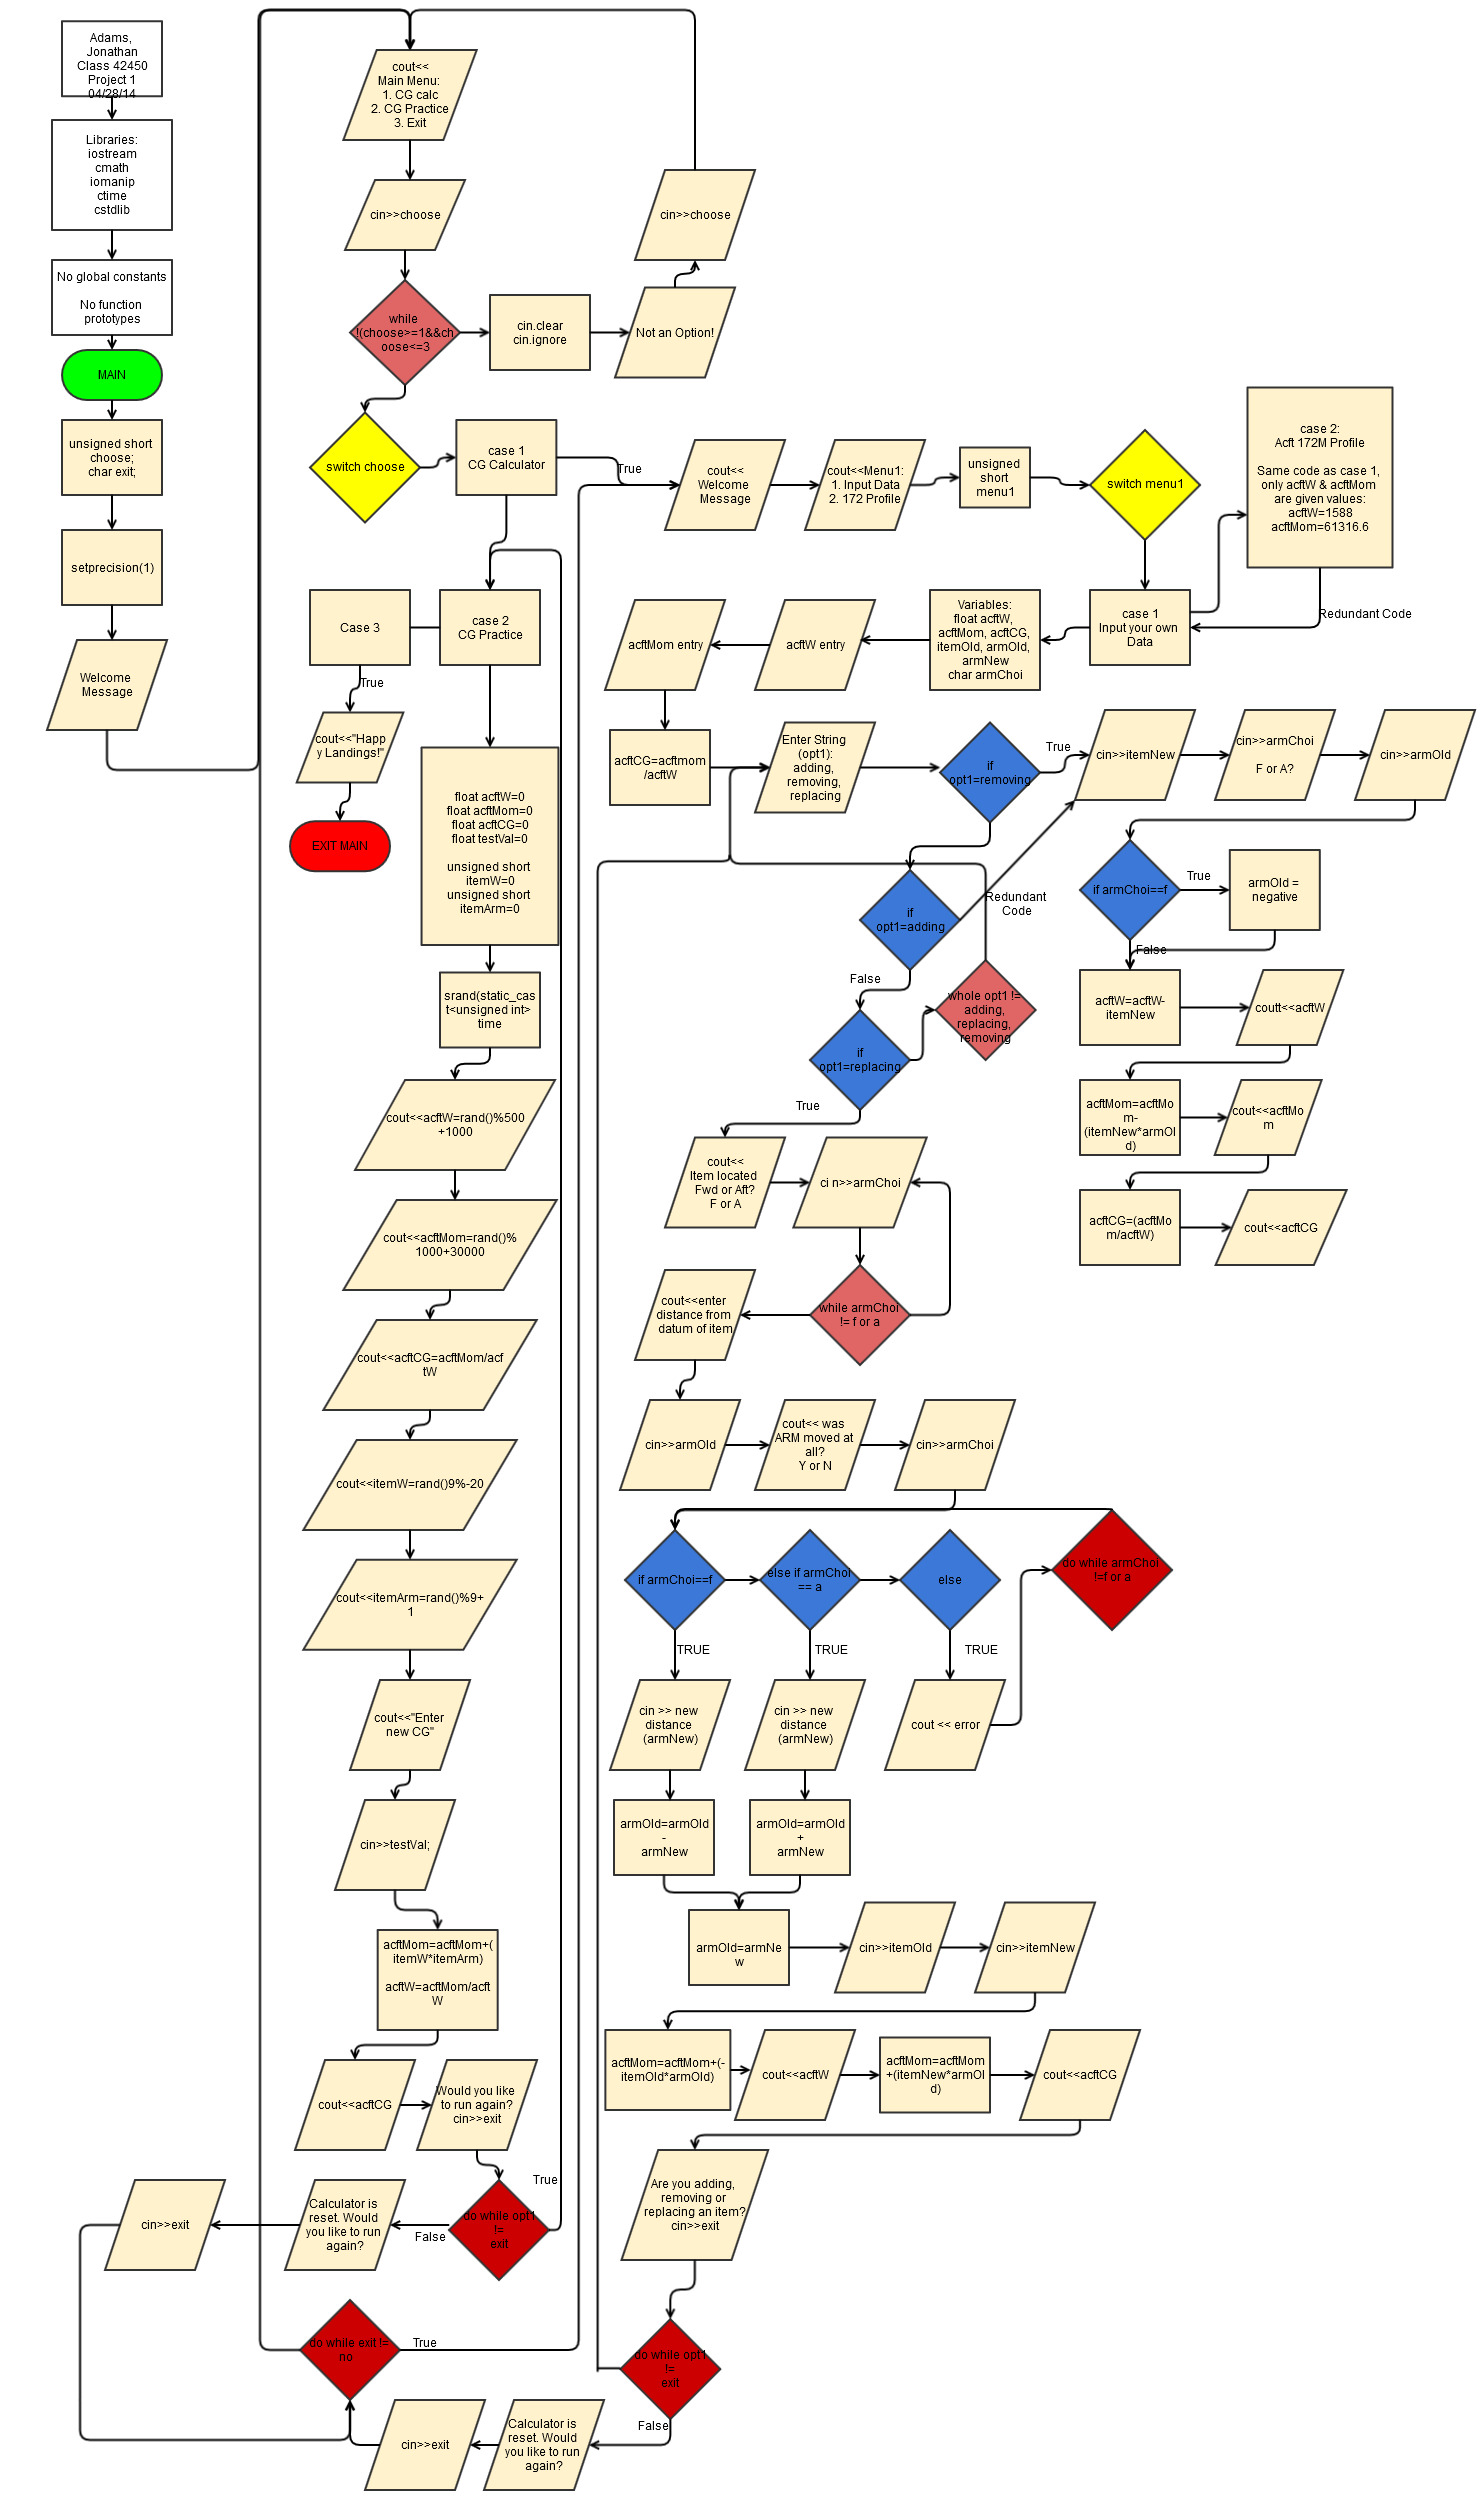 Adams,
Jonathan
Class 42450
Project 1
04/28/14
Libraries:
iostream
cmath
iomanip
ctime
cstdlib
No global constants
No function
prototypes
MAIN
unsigned short
choose;
char exit;
setprecision(1)
Welcome
Message
cout<<
Main Menu:
1. CG calc
2. CG Practice
3. Exit
cin>>choose
while
!(choose>=1&&ch
oose<=3
cin.clear
cin.ignore
Not an Option!
cin>>choose
switch choose
case 1
CG Calculator
True
cout<<
Welcome
Message
cout<<Menu1:
1. Input Data
2. 172 Profile
unsigned
short
menu1
switch menu1
case 2:
Acft 172M Profile
Same code as case 1,
only acftW & acftMom
are given values:
acftW=1588
acftMom=61316.6
Redundant Code
case 1
Input your own
Data
Variables:
float acftW,
acftMom, acftCG,
itemOld, armOld,
armNew
char armChoi
acftW entry
acftMom entry
acftCG=acftmom
/acftW
Enter String
(opt1):
adding,
removing,
replacing
if
opt1=removing
True
cin>>itemNew
cin>>armChoi
F or A?
cin>>armOld
if armChoi==f
True
armOld =
negative
False
acftW=acftW-
itemNew
coutt<<acftW
acftMom=acftMo
m-
(itemNew*armOl
d)
cout<<acftMo
m
acftCG=(acftMo
m/acftW)
cout<<acftCG
if
opt1=adding
Redundant
Code
False
if
opt1=replacing
whole opt1 !=
adding,
replacing,
removing
True
cout<<
Item located
Fwd or Aft?
F or A
ci n>>armChoi
while armChoi
!= f or a
cout<<enter
distance from
datum of item
cin>>armOld
cout<< was
ARM moved at
all?
Y or N
cin>>armChoi
if armChoi==f
else if armChoi
== a
else
do while armChoi
!=f or a
TRUE
TRUE
TRUE
cin >> new
distance
(armNew)
cin >> new
distance
(armNew)
cout << error
armOld=armOld
-
armNew
armOld=armOld
+
armNew
armOld=armNe
w
cin>>itemOld
cin>>itemNew
acftMom=acftMom+(-
itemOld*armOld)
cout<<acftW
acftMom=acftMom
+(itemNew*armOl
d)
cout<<acftCG
Are you adding,
removing or
replacing an item?
cin>>exit
do while opt1
!=
exit
False
Calculator is
reset. Would
you like to run
again?
cin>>exit
Case 3
case 2
CG Practice
True
cout<<"Happ
y Landings!"
EXIT MAIN
float acftW=0
float acftMom=0
float acftCG=0
float testVal=0
unsigned short
itemW=0
unsigned short
itemArm=0
srand(static_cas
t<unsigned int>
time
cout<<acftW=rand()%500
+1000
cout<<acftMom=rand()%
1000+30000
cout<<acftCG=acftMom/acf
tW
cout<<itemW=rand()9%-20
cout<<itemArm=rand()%9+
1
cout<<"Enter
new CG"
cin>>testVal;
acftMom=acftMom+(
itemW*itemArm)
acftW=acftMom/acft
W
cout<<acftCG
Would you like
to run again?
cin>>exit
True
do while opt1
!=
exit
False
Calculator is
reset. Would
you like to run
again?
cin>>exit
do while exit !=
no
True